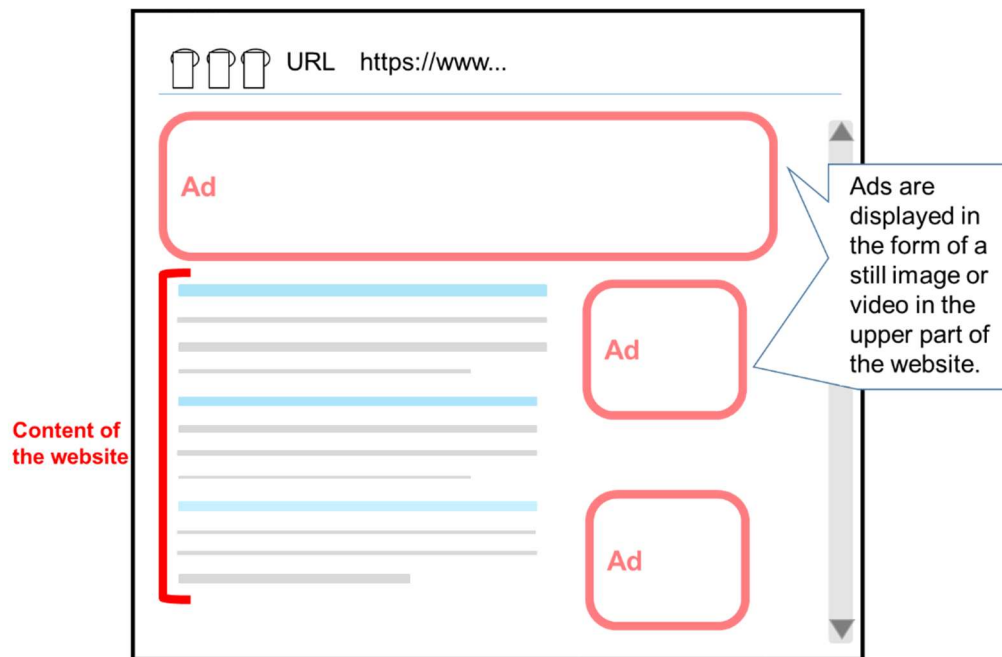 URL https://www...
Ad
Ads are
displayed in
the form of a
still image or
video in the
upper part of
the website.
Ad
Content of
the website
Ad